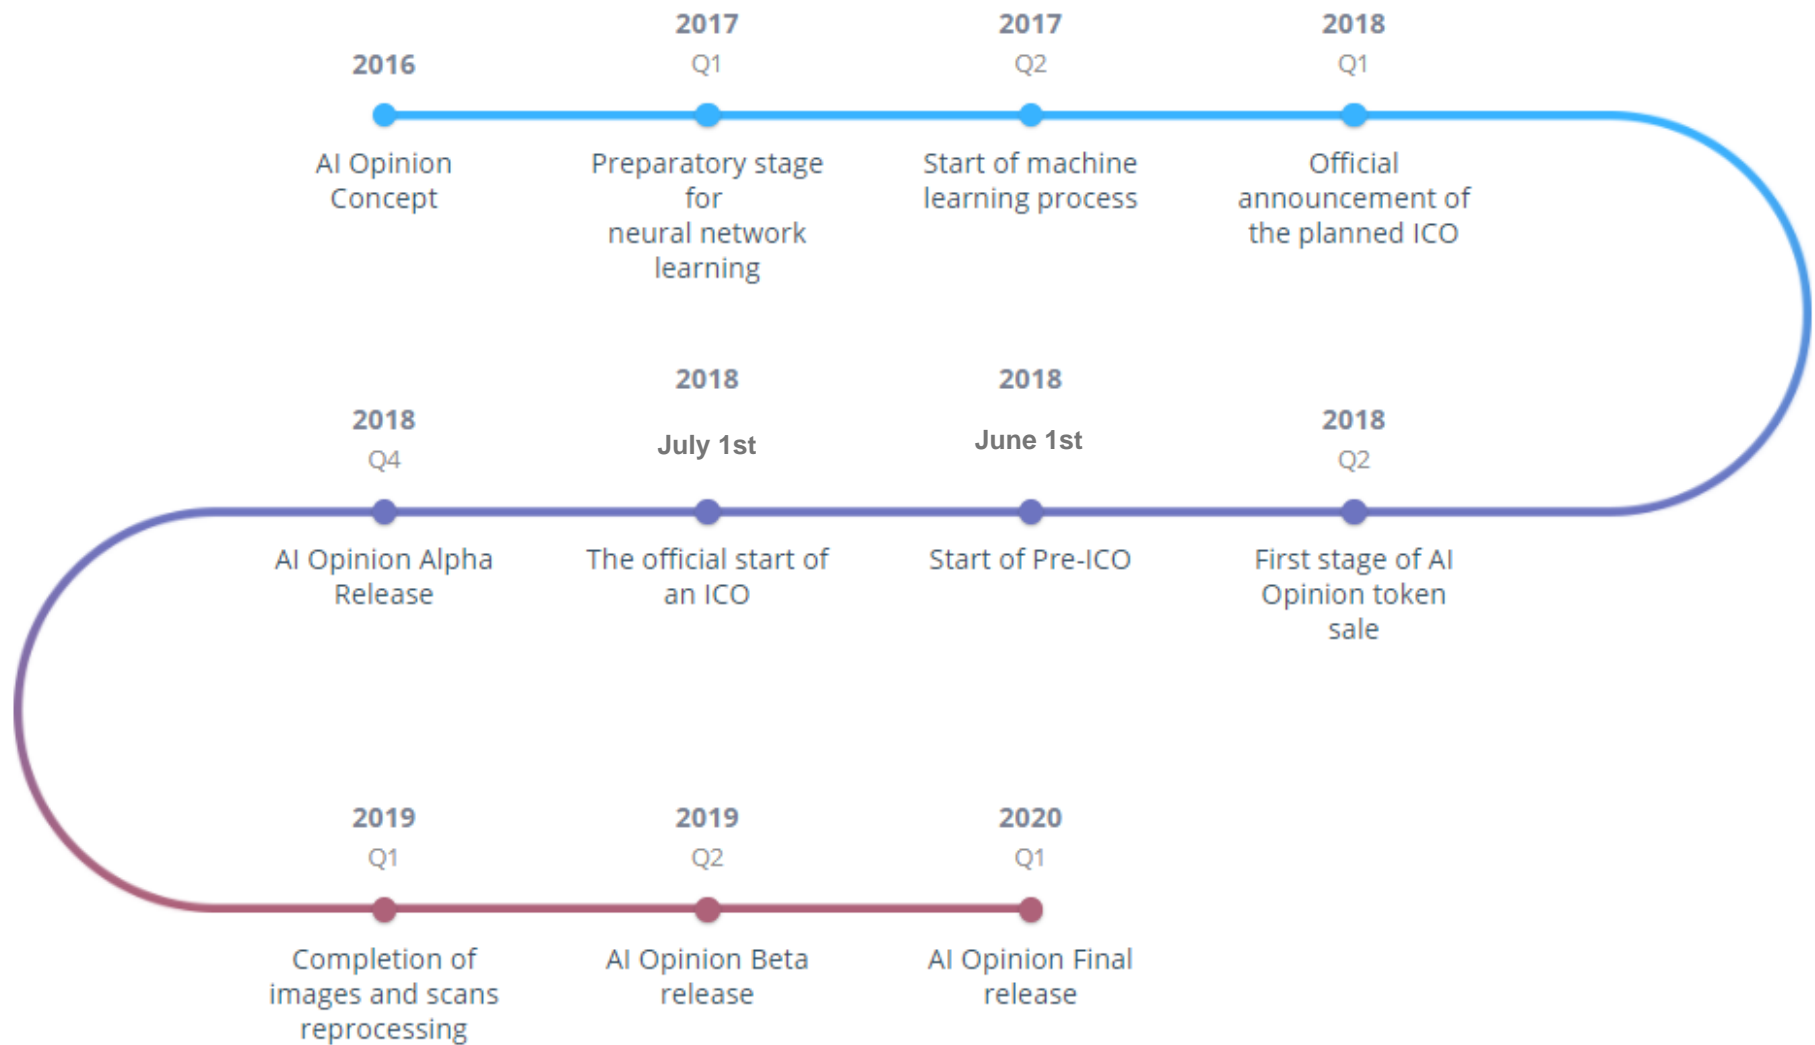 2016
AI Opinion
Concept
2017
Q1
Preparatory stage
for
neural network
learning
2017
Q2
Start of machine
learning process
2018
Q1
Official
announcement of
the planned ICO
2018
Q4
AI Opinion Alpha
Release
2018
July 1st
The official start of
an ICO
2018
June 1st
Start of Pre-ICO
2018
Q2
First stage of AI
Opinion token
sale
2019
Q1
Completion of
images and scans
reprocessing
2019
Q2
AI Opinion Beta
release
2020
Q1
AI Opinion Final
release